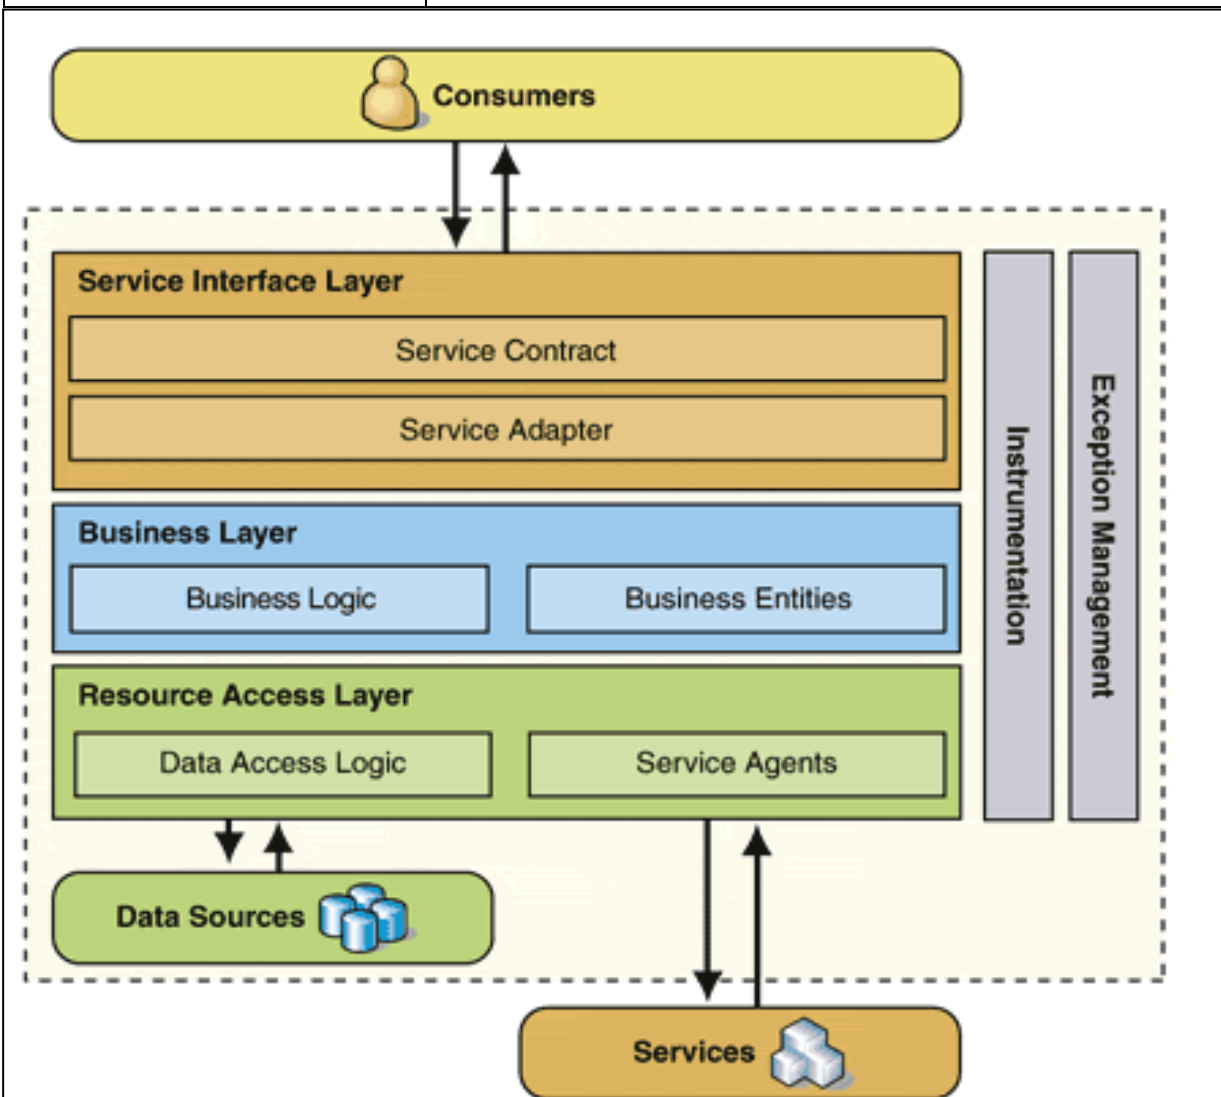 Consumers
Service Interface Layer
Service Contract
Service Adapter
Business Layer
Business Logic
Business Entities
Resource Access Layer
Data Access Logic
Service Agents
Instrumentation
Exception Management
Data Sources
Services